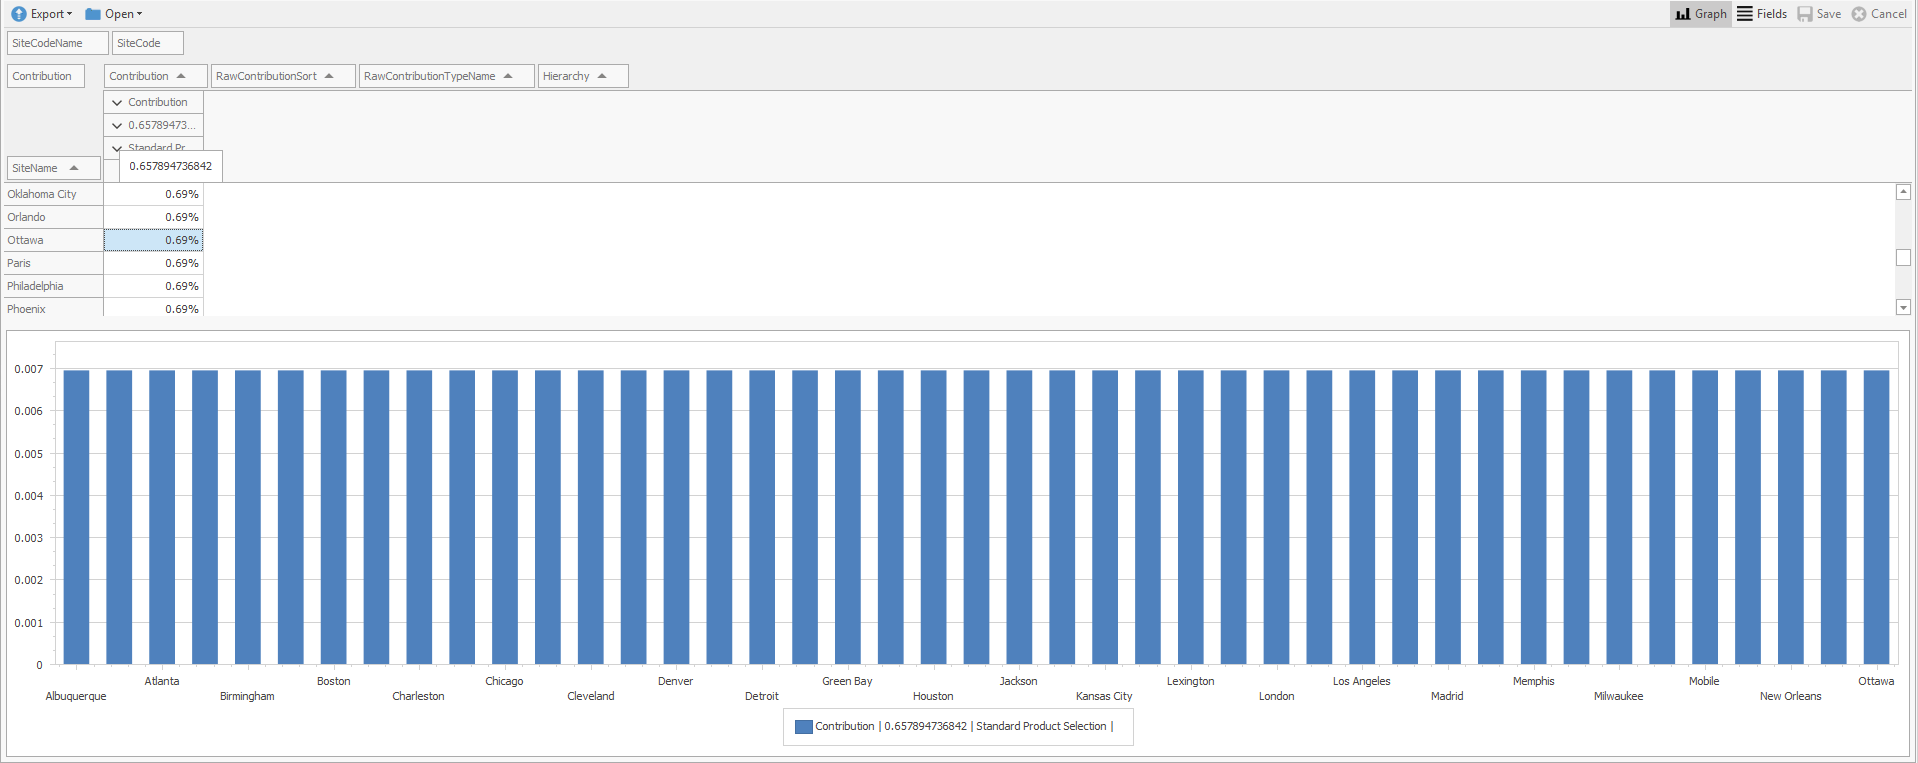 Export Open Graph Fields Save Cancel
SiteCodeName SiteCode
Contribution Contribution RawContributionSort RawContributionTypeName Hierarchy
Contribution
0.65789473...
Standard Pr...
SiteName 0.657894736842
Oklahoma City 0.69%
Orlando 0.69%
Ottawa 0.69%
Paris 0.69%
Philadelphia 0.69%
Phoenix 0.69%
0.007
0.006
0.005
0.004
0.003
0.002
0.001
0
Albuquerque Atlanta Birmingham Boston Charleston Chicago Cleveland Denver Detroit Green Bay Houston Jackson Kansas City Lexington London Los Angeles Madrid Memphis Milwaukee Mobile New Orleans Ottawa
Contribution | 0.657894736842 | Standard Product Selection |